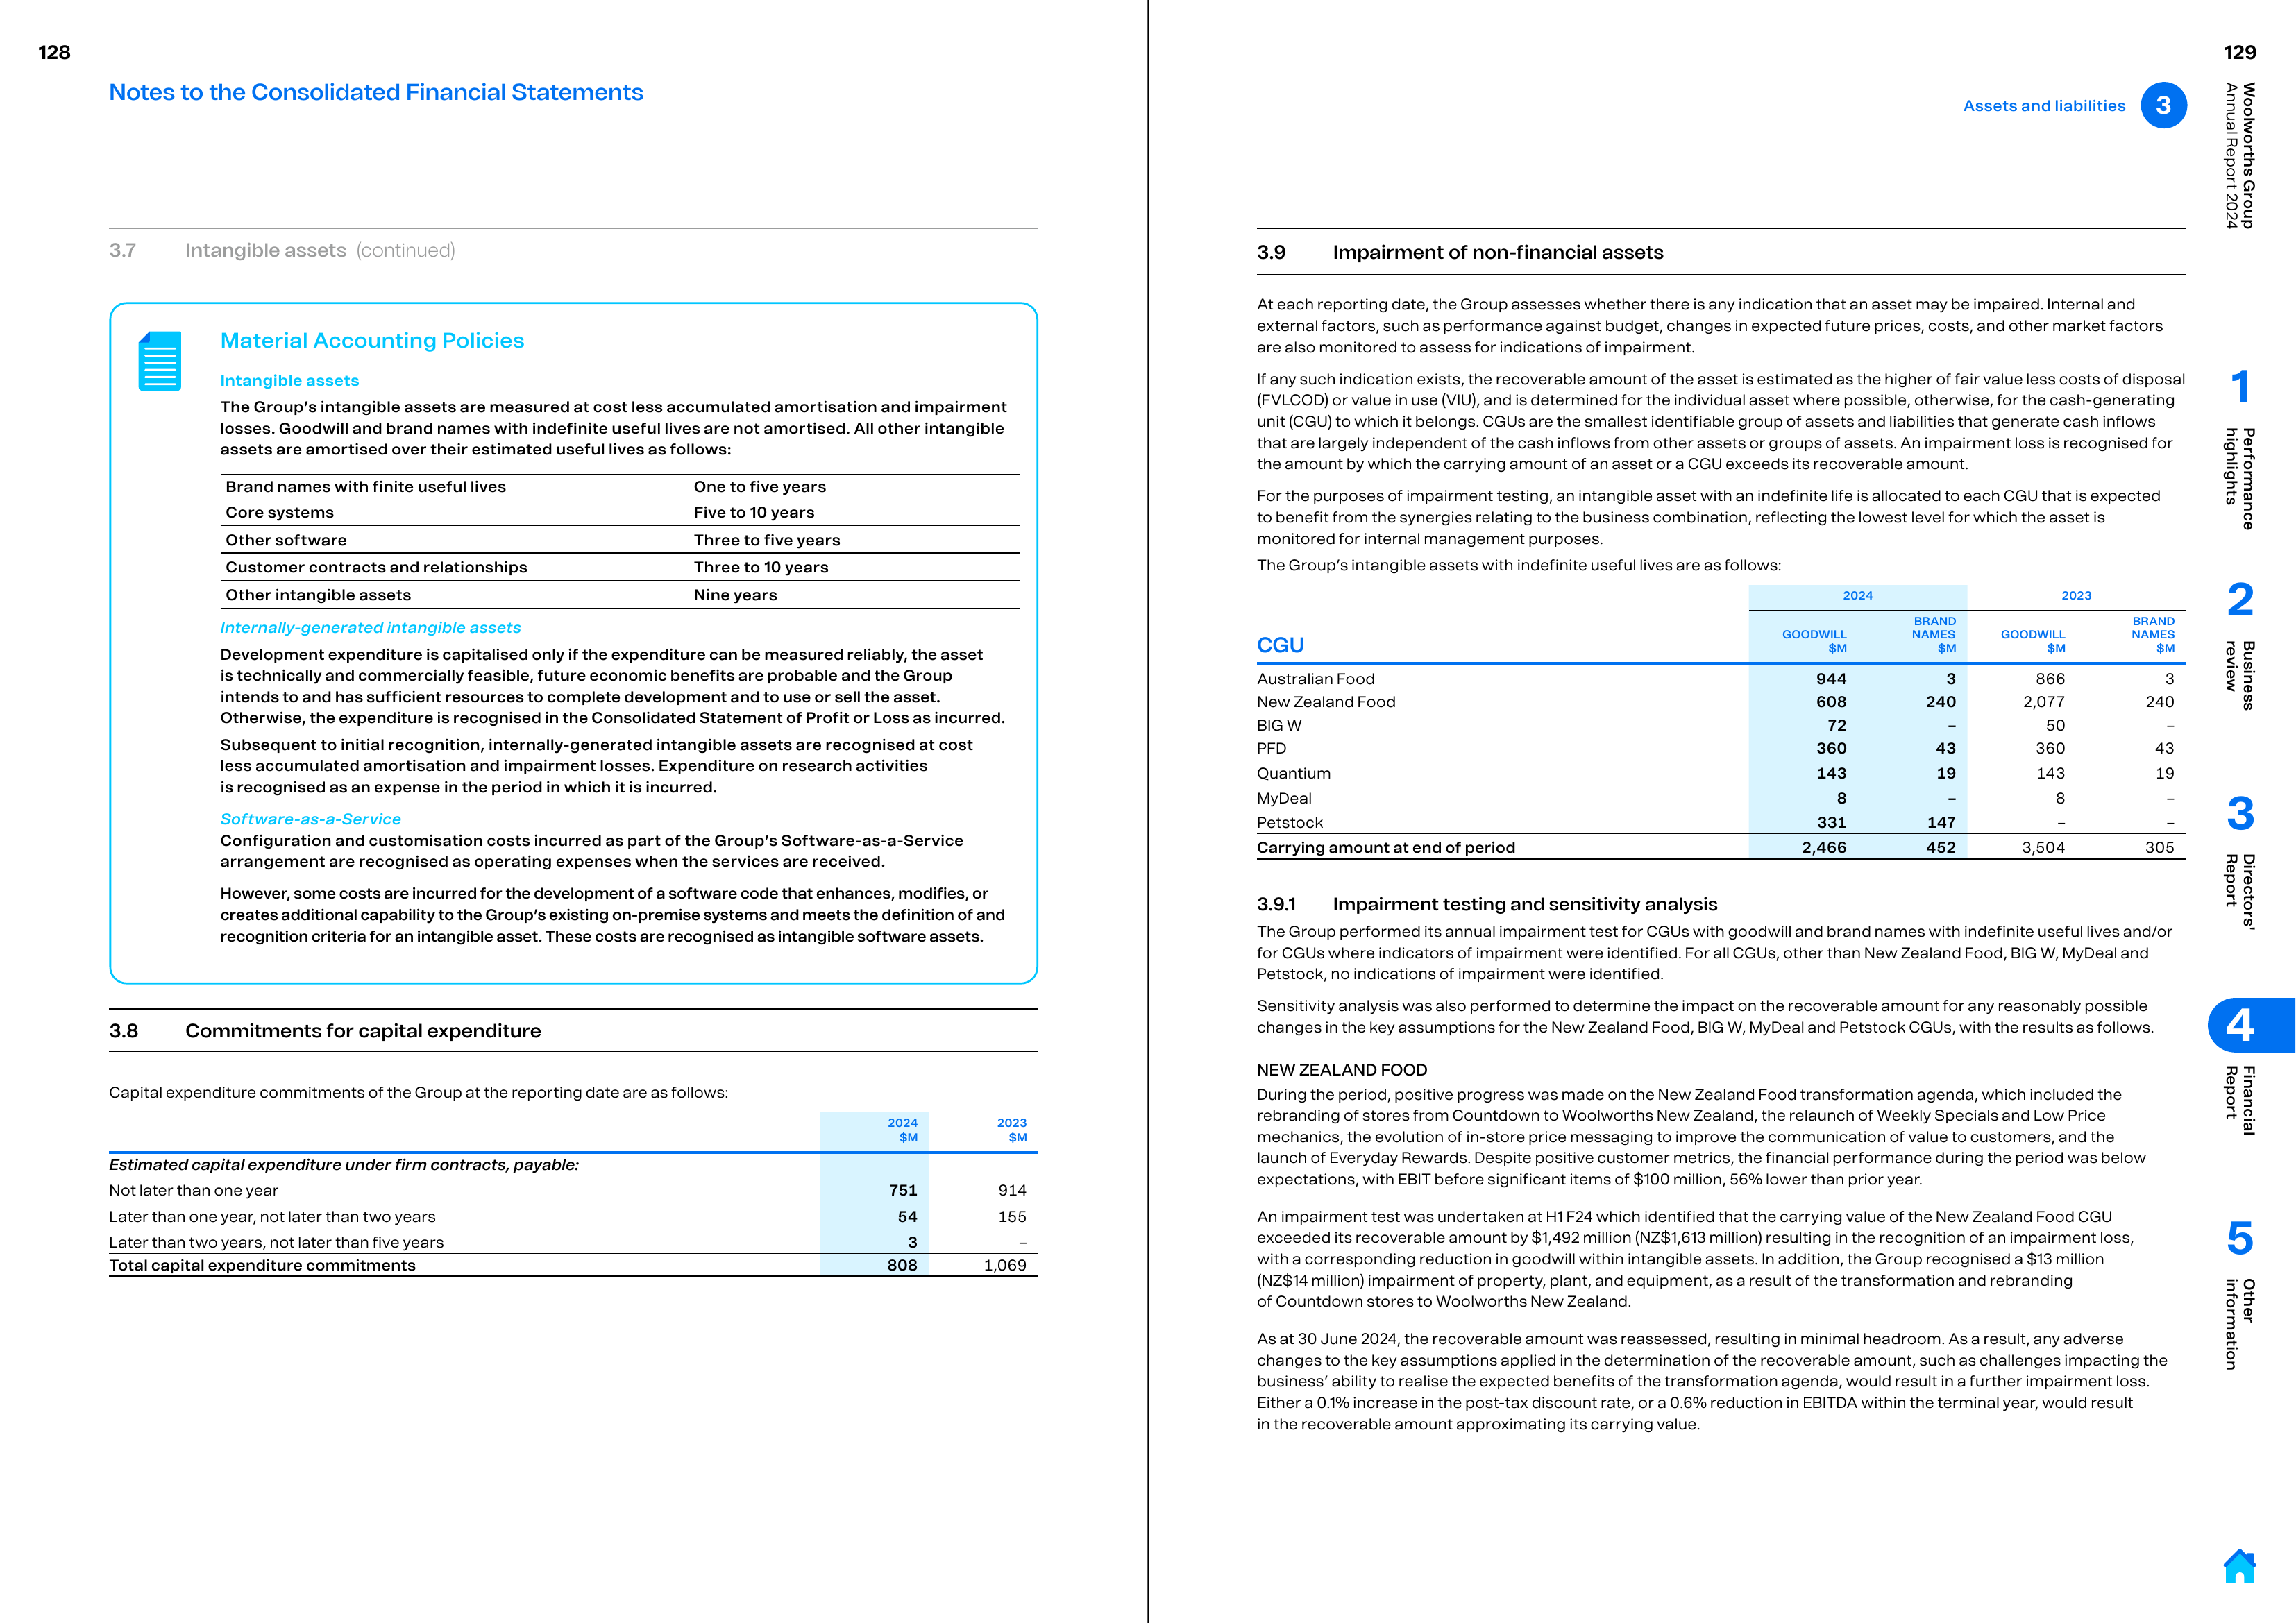 128
Notes to the Consolidated Financial Statements
3.7 Intangible assets (continued)
Material Accounting Policies
Intangible assets
The Group's intangible assets are measured at cost less accumulated amortisation and impairment
losses. Goodwill and brand names with indefinite useful lives are not amortised. All other intangible
assets are amortised over their estimated useful lives as follows:
Brand names with finite useful lives One to five years
Core systems Five to 10 years
Other software Three to five years
Customer contracts and relationships Three to 10 years
Other intangible assets Nine years
Internally-generated intangible assets
Development expenditure is capitalised only if the expenditure can be measured reliably, the asset
is technically and commercially feasible, future economic benefits are probable and the Group
intends to and has sufficient resources to complete development and to use or sell the asset.
Otherwise, the expenditure is recognised in the Consolidated Statement of Profit or Loss as incurred.
Subsequent to initial recognition, internally-generated intangible assets are recognised at cost
less accumulated amortisation and impairment losses. Expenditure on research activities
is recognised as an expense in the period in which it is incurred.
Software-as-a-Service
Configuration and customisation costs incurred as part of the Group's Software-as-a-Service
arrangement are recognised as operating expenses when the services are received.
However, some costs are incurred for the development of a software code that enhances, modifies, or
creates additional capability to the Group's existing on-premise systems and meets the definition of and
recognition criteria for an intangible asset. These costs are recognised as intangible software assets.
3.8 Commitments for capital expenditure
Capital expenditure commitments of the Group at the reporting date are as follows:
2024 2023
$M $M
Estimated capital expenditure under firm contracts, payable:
Not later than one year 751 914
Later than one year, not later than two years 54 155
Later than two years, not later than five years 3 –
Total capital expenditure commitments 808 1,069
129
Assets and liabilities 3
3.9 Impairment of non-financial assets
At each reporting date, the Group assesses whether there is any indication that an asset may be impaired. Internal and
external factors, such as performance against budget, changes in expected future prices, costs, and other market factors
are also monitored to assess for indications of impairment.
If any such indication exists, the recoverable amount of the asset is estimated as the higher of fair value less costs of disposal
(FVLCOD) or value in use (VIU), and is determined for the individual asset where possible, otherwise, for the cash-generating
unit (CGU) to which it belongs. CGUs are the smallest identifiable group of assets and liabilities that generate cash inflows
that are largely independent of the cash inflows from other assets or groups of assets. An impairment loss is recognised for
the amount by which the carrying amount of an asset or a CGU exceeds its recoverable amount.
For the purposes of impairment testing, an intangible asset with an indefinite life is allocated to each CGU that is expected
to benefit from the synergies relating to the business combination, reflecting the lowest level for which the asset is
monitored for internal management purposes.
The Group's intangible assets with indefinite useful lives are as follows:
2024 2023
BRAND BRAND
GOODWILL NAMES GOODWILL NAMES
CGU $M $M $M $M
Australian Food 944 3 866 3
New Zealand Food 608 240 2,077 240
BIG W 72 – 50 –
PFD 360 43 360 43
Quantium 143 19 143 19
MyDeal 8 – 8 –
Petstock 331 147 – –
Carrying amount at end of period 2,466 452 3,504 305
3.9.1 Impairment testing and sensitivity analysis
The Group performed its annual impairment test for CGUs with goodwill and brand names with indefinite useful lives and/or
for CGUs where indicators of impairment were identified. For all CGUs, other than New Zealand Food, BIG W, MyDeal and
Petstock, no indications of impairment were identified.
Sensitivity analysis was also performed to determine the impact on the recoverable amount for any reasonably possible
changes in the key assumptions for the New Zealand Food, BIG W, MyDeal and Petstock CGUs, with the results as follows.
NEW ZEALAND FOOD
During the period, positive progress was made on the New Zealand Food transformation agenda, which included the
rebranding of stores from Countdown to Woolworths New Zealand, the relaunch of Weekly Specials and Low Price
mechanics, the evolution of in-store price messaging to improve the communication of value to customers, and the
launch of Everyday Rewards. Despite positive customer metrics, the financial performance during the period was below
expectations, with EBIT before significant items of $100 million, 56% lower than prior year.
An impairment test was undertaken at H1 F24 which identified that the carrying value of the New Zealand Food CGU
exceeded its recoverable amount by $1,492 million (NZ$1,613 million) resulting in the recognition of an impairment loss,
with a corresponding reduction in goodwill within intangible assets. In addition, the Group recognised a $13 million
(NZ$14 million) impairment of property, plant, and equipment, as a result of the transformation and rebranding
of Countdown stores to Woolworths New Zealand.
As at 30 June 2024, the recoverable amount was reassessed, resulting in minimal headroom. As a result, any adverse
changes to the key assumptions applied in the determination of the recoverable amount, such as challenges impacting the
business' ability to realise the expected benefits of the transformation agenda, would result in a further impairment loss.
Either a 0.1% increase in the post-tax discount rate, or a 0.6% reduction in EBITDA within the terminal year, would result
in the recoverable amount approximating its carrying value.
Woolworths Group
Annual Report 2024
1
Performance
highlights
2
Business
review
3
Directors'
Report
4
Financial
Report
5
Other
information